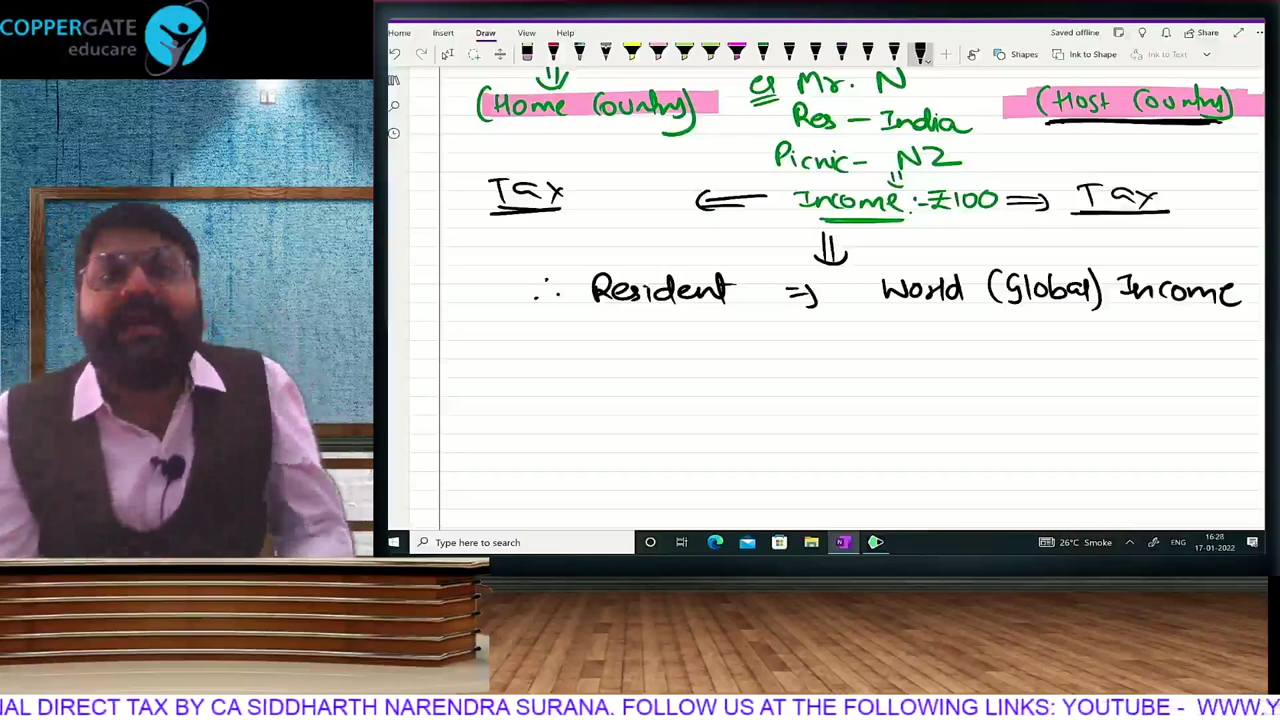 COPPERGATE
educare
Home Insert Draw View Help
Saved offline Share
Shapes Ink to Shape Ink to Text
(Home Country)
eg Mr. N
(Host Country)
Res – India
Picnic – NZ
Tax
Income :- ₹100
Tax
∴ Resident ⇒ World (Global) Income
Type here to search
26°C Smoke
ENG
16:28
17-01-2022
NAL DIRECT TAX BY CA SIDDHARTH NARENDRA SURANA. FOLLOW US AT THE FOLLOWING LINKS: YOUTUBE - WWW.Y